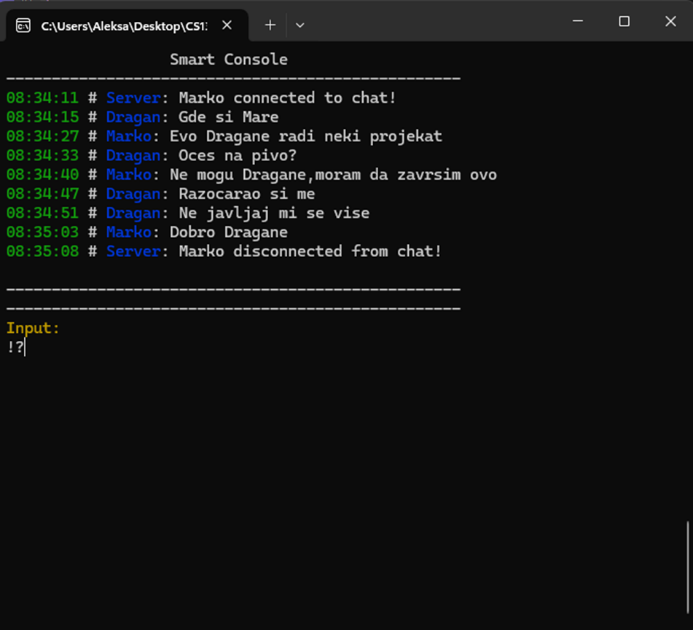 C:\Users\Aleksa\Desktop\CS1
Smart Console
--------------------------------------------------
08:34:11 # Server: Marko connected to chat!
08:34:15 # Dragan: Gde si Mare
08:34:27 # Marko: Evo Dragane radi neki projekat
08:34:33 # Dragan: Oces na pivo?
08:34:40 # Marko: Ne mogu Dragane,moram da zavrsim ovo
08:34:47 # Dragan: Razocarao si me
08:34:51 # Dragan: Ne javljaj mi se vise
08:35:03 # Marko: Dobro Dragane
08:35:08 # Server: Marko disconnected from chat!
--------------------------------------------------
--------------------------------------------------
Input:
!?